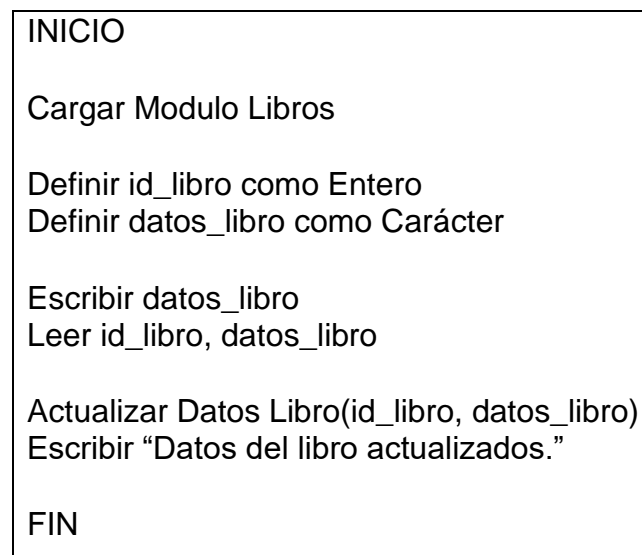 INICIO
Cargar Modulo Libros
Definir id_libro como Entero
Definir datos_libro como Carácter
Escribir datos_libro
Leer id_libro, datos_libro
Actualizar Datos Libro(id_libro, datos_libro)
Escribir “Datos del libro actualizados.”
FIN